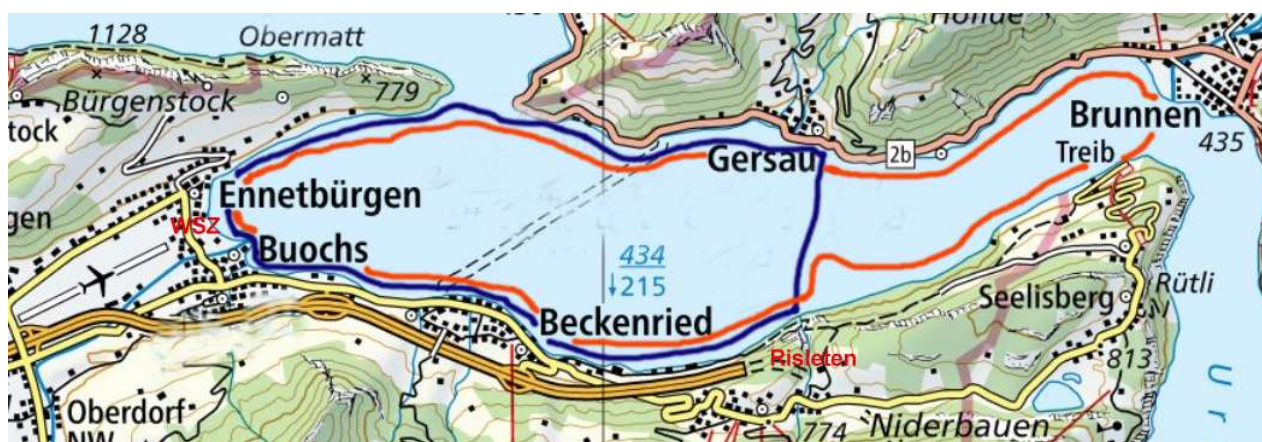 1128
Obermatt
779
Bürgenstock
tock
Brunnen
Gersau
2b
Treib
435
Ennetbürgen
gen
WSZ
Buochs
434
215
Seelisberg
Rütli
Beckenried
Risleten
813
Oberdorf
NW
774
Niderbauen
U r